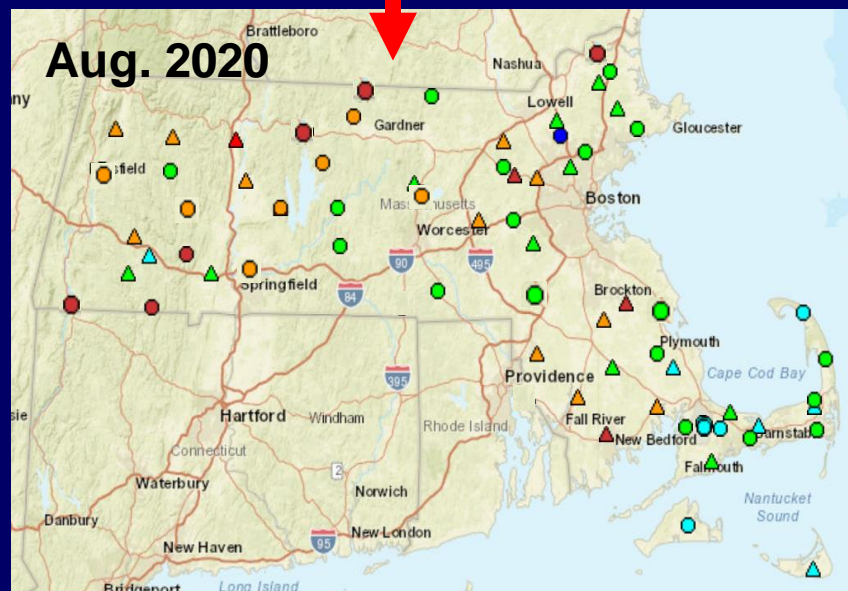 Aug. 2020
Brattleboro
Nashua
Lowell
Gardner
Gloucester
Boston
Worcester
90
495
Springfield
84
Brockton
Plymouth
Cape Cod Bay
395
Providence
Hartford
Windham
Rhode Island
Fall River
New Bedford
Connecticut
Falmouth
2
Waterbury
Norwich
Nantucket
Sound
Danbury
95
New London
New Haven
Bridgeport
Long Island